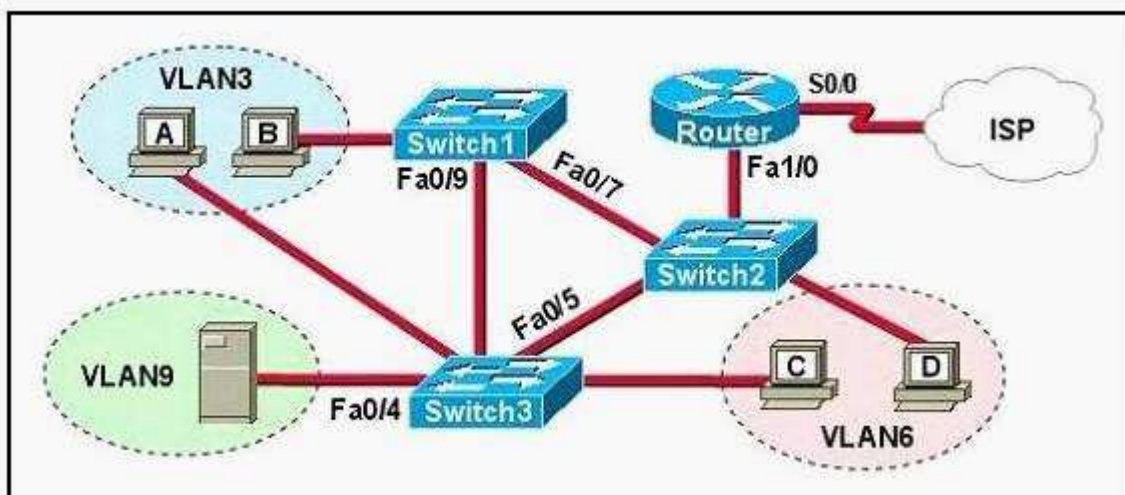 VLAN3
A
B
Switch1
Fa0/9
Fa0/7
Router
S0/0
ISP
Fa1/0
Switch2
Fa0/5
VLAN9
Fa0/4
Switch3
C
D
VLAN6